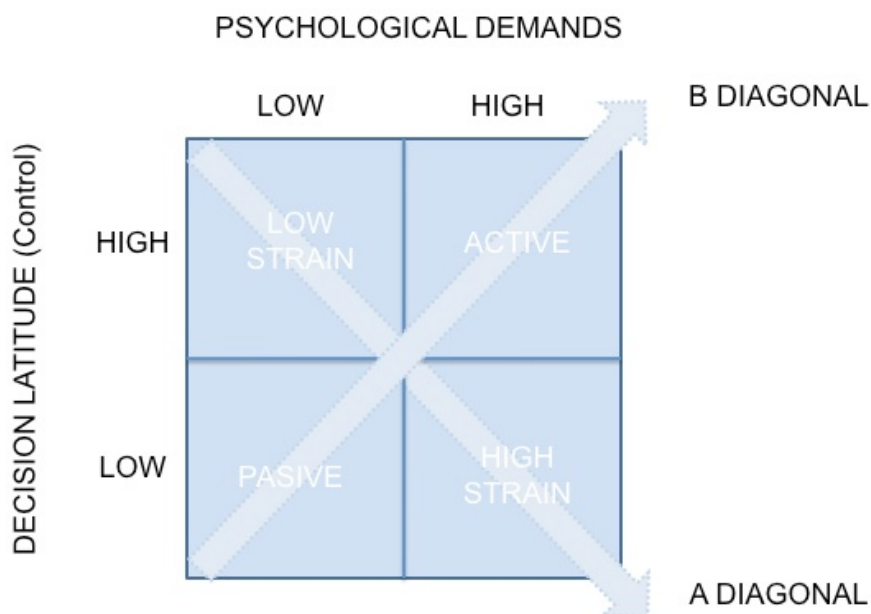 PSYCHOLOGICAL DEMANDS
LOW
HIGH
B DIAGONAL
DECISION LATITUDE (Control)
HIGH
LOW
STRAIN
ACTIVE
LOW
PASIVE
HIGH
STRAIN
A DIAGONAL